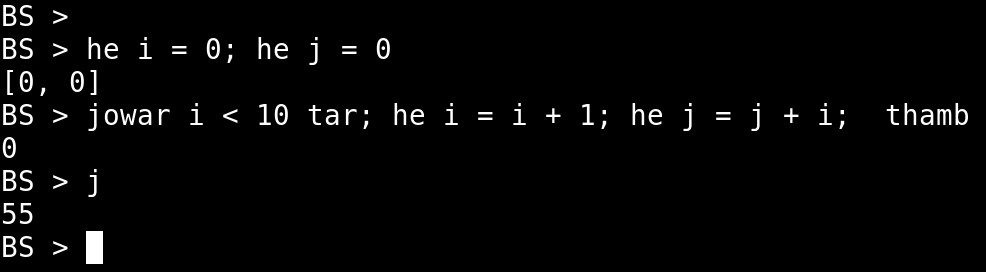 BS >
BS > he i = 0; he j = 0
[0, 0]
BS > jowar i < 10 tar; he i = i + 1; he j = j + i;  thamb
0
BS > j
55
BS >